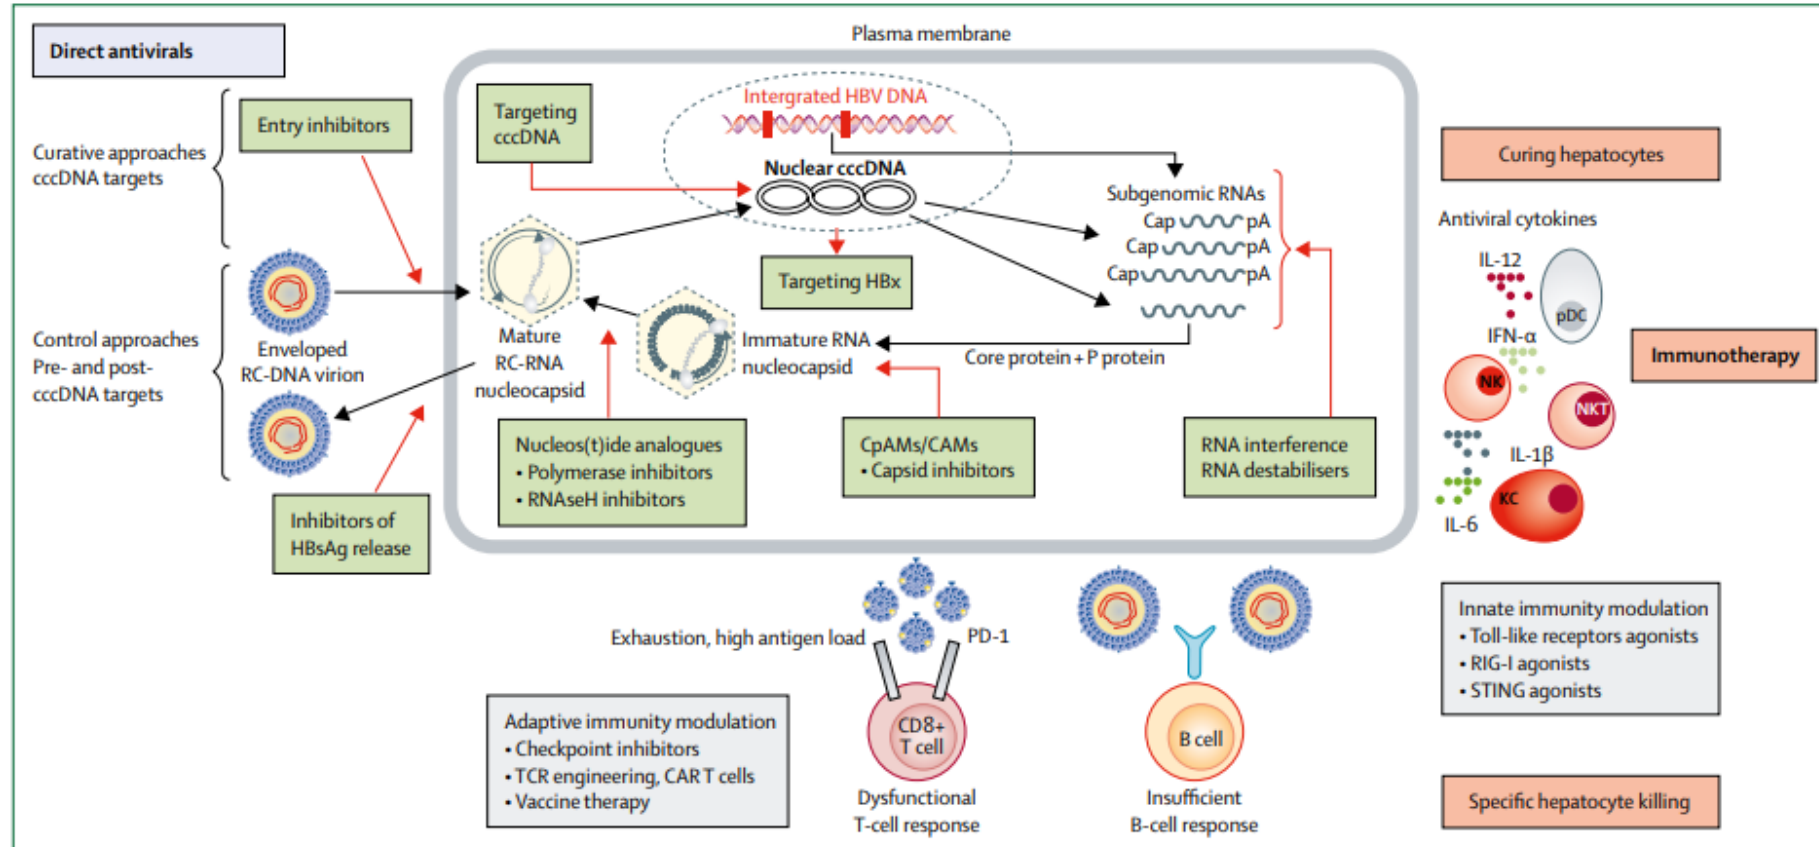 Direct antivirals
Plasma membrane
Curative approaches
cccDNA targets
Entry inhibitors
Targeting
cccDNA
Intergrated HBV DNA
Nuclear cccDNA
Targeting HBx
Subgenomic RNAs
Cap pA
Cap pA
Cap pA
Control approaches
Pre- and post-
cccDNA targets
Enveloped
RC-DNA virion
Mature
RC-RNA
nucleocapsid
Immature RNA
nucleocapsid
Core protein + P protein
Inhibitors of
HBsAg release
Nucleos(t)ide analogues
• Polymerase inhibitors
• RNAseH inhibitors
CpAMs/CAMs
• Capsid inhibitors
RNA interference
RNA destabilisers
Curing hepatocytes
Antiviral cytokines
IL-12
pDC
IFN-α
NK
NKT
IL-1β
KC
IL-6
Immunotherapy
Exhaustion, high antigen load
PD-1
CD8+
T cell
Dysfunctional
T-cell response
B cell
Insufficient
B-cell response
Adaptive immunity modulation
• Checkpoint inhibitors
• TCR engineering, CAR T cells
• Vaccine therapy
Innate immunity modulation
• Toll-like receptors agonists
• RIG-I agonists
• STING agonists
Specific hepatocyte killing